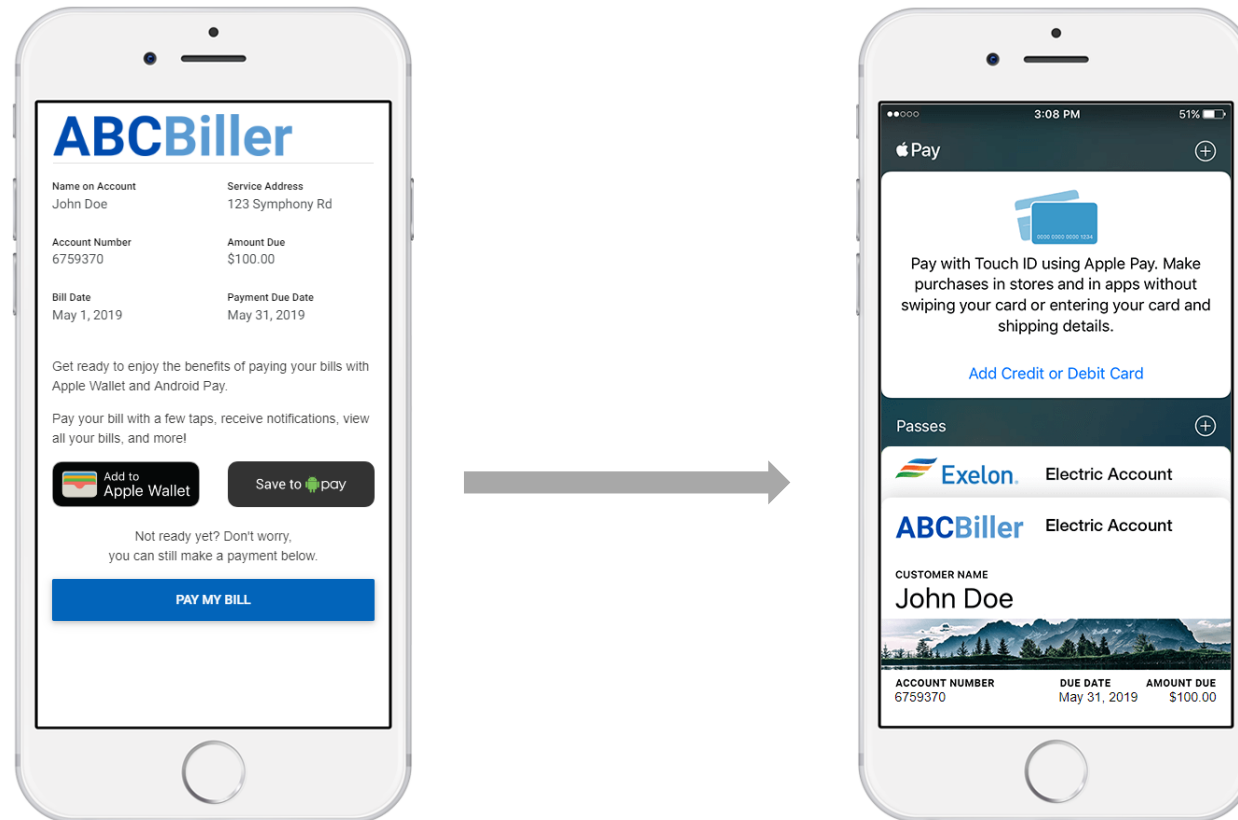 ABCBiller
Name on Account Service Address
John Doe 123 Symphony Rd
Account Number Amount Due
6759370 $100.00
Bill Date Payment Due Date
May 1, 2019 May 31, 2019
Get ready to enjoy the benefits of paying your bills with
Apple Wallet and Android Pay.
Pay your bill with a few taps, receive notifications, view
all your bills, and more!
Add to
Apple Wallet
Save to pay
Not ready yet? Don't worry,
you can still make a payment below.
PAY MY BILL
3:08 PM 51%
Pay
0000 0003 0000 1234
Pay with Touch ID using Apple Pay. Make
purchases in stores and in apps without
swiping your card or entering your card and
shipping details.
Add Credit or Debit Card
Passes
Exelon. Electric Account
ABCBiller Electric Account
CUSTOMER NAME
John Doe
ACCOUNT NUMBER DUE DATE AMOUNT DUE
6759370 May 31, 2019 $100.00